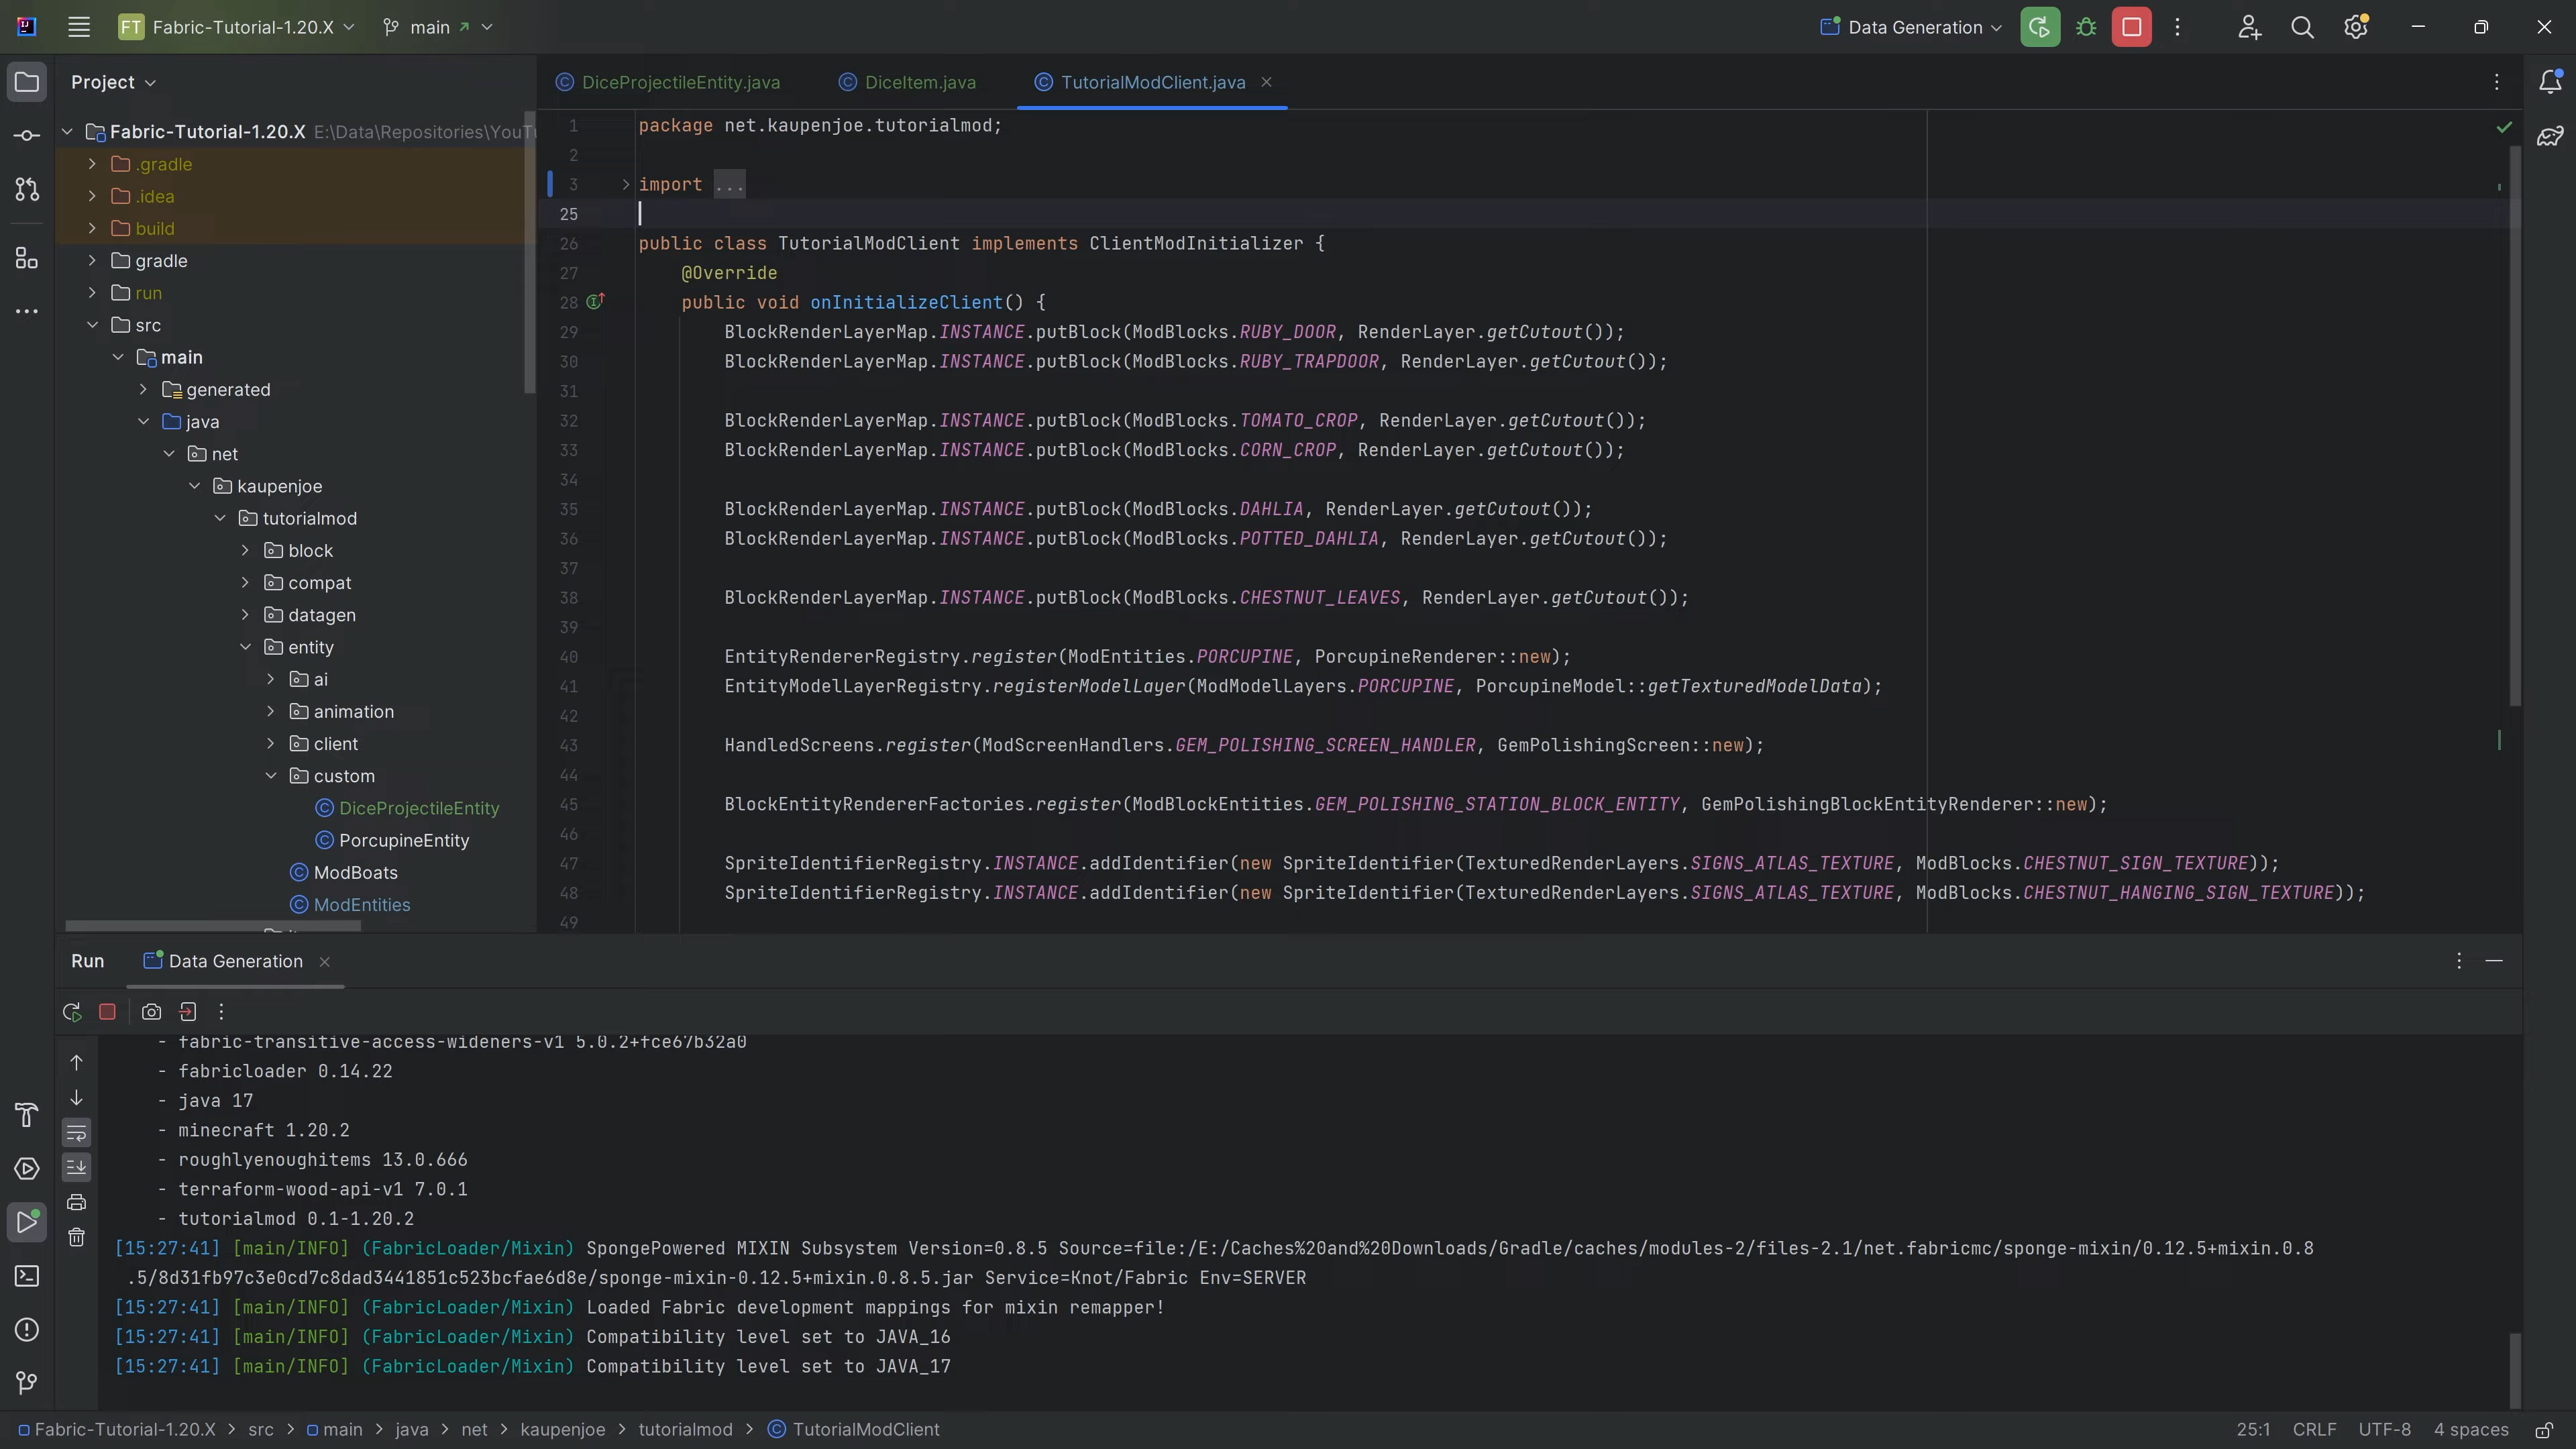 FT Fabric-Tutorial-1.20.X main Data Generation
Project
Fabric-Tutorial-1.20.X E:\Data\Repositories\YouT
.gradle
.idea
build
gradle
run
src
main
generated
java
net
kaupenjoe
tutorialmod
block
compat
datagen
entity
ai
animation
client
custom
DiceProjectileEntity
PorcupineEntity
ModBoats
ModEntities
DiceProjectileEntity.java DiceItem.java TutorialModClient.java
1 package net.kaupenjoe.tutorialmod;
2
3 import ...
25
26 public class TutorialModClient implements ClientModInitializer {
27 @Override
28 public void onInitializeClient() {
29 BlockRenderLayerMap.INSTANCE.putBlock(ModBlocks.RUBY_DOOR, RenderLayer.getCutout());
30 BlockRenderLayerMap.INSTANCE.putBlock(ModBlocks.RUBY_TRAPDOOR, RenderLayer.getCutout());
31
32 BlockRenderLayerMap.INSTANCE.putBlock(ModBlocks.TOMATO_CROP, RenderLayer.getCutout());
33 BlockRenderLayerMap.INSTANCE.putBlock(ModBlocks.CORN_CROP, RenderLayer.getCutout());
34
35 BlockRenderLayerMap.INSTANCE.putBlock(ModBlocks.DAHLIA, RenderLayer.getCutout());
36 BlockRenderLayerMap.INSTANCE.putBlock(ModBlocks.POTTED_DAHLIA, RenderLayer.getCutout());
37
38 BlockRenderLayerMap.INSTANCE.putBlock(ModBlocks.CHESTNUT_LEAVES, RenderLayer.getCutout());
39
40 EntityRendererRegistry.register(ModEntities.PORCUPINE, PorcupineRenderer::new);
41 EntityModelLayerRegistry.registerModelLayer(ModModelLayers.PORCUPINE, PorcupineModel::getTexturedModelData);
42
43 HandledScreens.register(ModScreenHandlers.GEM_POLISHING_SCREEN_HANDLER, GemPolishingScreen::new);
44
45 BlockEntityRendererFactories.register(ModBlockEntities.GEM_POLISHING_STATION_BLOCK_ENTITY, GemPolishingBlockEntityRenderer::new);
46
47 SpriteIdentifierRegistry.INSTANCE.addIdentifier(new SpriteIdentifier(TexturedRenderLayers.SIGNS_ATLAS_TEXTURE, ModBlocks.CHESTNUT_SIGN_TEXTURE));
48 SpriteIdentifierRegistry.INSTANCE.addIdentifier(new SpriteIdentifier(TexturedRenderLayers.SIGNS_ATLAS_TEXTURE, ModBlocks.CHESTNUT_HANGING_SIGN_TEXTURE));
49
Run Data Generation
- fabric-transitive-access-wideners-v1 5.0.2+fce67b32a0
- fabricloader 0.14.22
- java 17
- minecraft 1.20.2
- roughlyenoughitems 13.0.666
- terraform-wood-api-v1 7.0.1
- tutorialmod 0.1-1.20.2
[15:27:41] [main/INFO] (FabricLoader/Mixin) SpongePowered MIXIN Subsystem Version=0.8.5 Source=file:/E:/Caches%20and%20Downloads/Gradle/caches/modules-2/files-2.1/net.fabricmc/sponge-mixin/0.12.5+mixin.0.8
.5/8d31fb97c3e0cd7c8dad3441851c523bcfae6d8e/sponge-mixin-0.12.5+mixin.0.8.5.jar Service=Knot/Fabric Env=SERVER
[15:27:41] [main/INFO] (FabricLoader/Mixin) Loaded Fabric development mappings for mixin remapper!
[15:27:41] [main/INFO] (FabricLoader/Mixin) Compatibility level set to JAVA_16
[15:27:41] [main/INFO] (FabricLoader/Mixin) Compatibility level set to JAVA_17
Fabric-Tutorial-1.20.X > src > main > java > net > kaupenjoe > tutorialmod > TutorialModClient 25:1 CRLF UTF-8 4 spaces